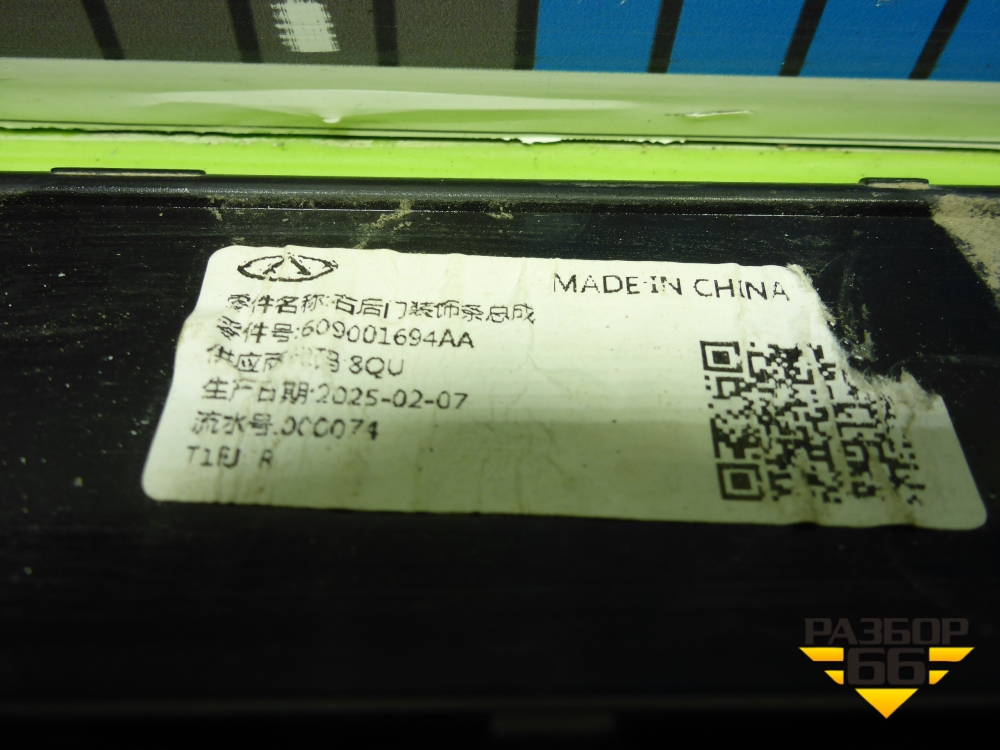 MADE IN CHINA
零件名称:右后门装饰条总成
零件号:609001694AA
供应商代码:8QU
生产日期:2025-02-07
流水号:000074
T1EJ R
РАЗБОР
66